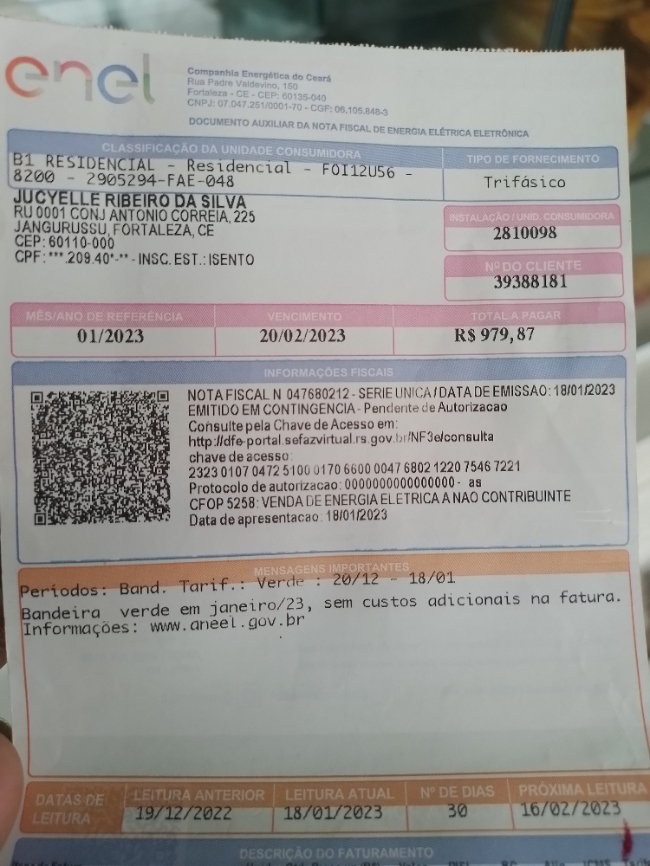 enel
Companhia Energética do Ceará
Rua Padre Valdevino, 150
Fortaleza - CE - CEP: 60135-040
CNPJ: 07.047.251/0001-70 - CGF: 06.105.848-3
DOCUMENTO AUXILIAR DA NOTA FISCAL DE ENERGIA ELÉTRICA ELETRÔNICA
CLASSIFICAÇÃO DA UNIDADE CONSUMIDORA
TIPO DE FORNECIMENTO
B1 RESIDENCIAL - Residencial - FOI12U56 -
8200 - 2905294-FAE-048
Trifásico
JUCYELLE RIBEIRO DA SILVA
RU 0001 CONJ ANTONIO CORREIA, 225
JANGURUSSU, FORTALEZA, CE
CEP: 60110-000
CPF: ***.209.40*-** - INSC. EST.: ISENTO
INSTALAÇÃO / UNID. CONSUMIDORA
2810098
Nº DO CLIENTE
39388181
MÊS/ANO DE REFERÊNCIA
VENCIMENTO
TOTAL A PAGAR
01/2023
20/02/2023
R$ 979,87
INFORMAÇÕES FISCAIS
NOTA FISCAL N 047680212 - SERIE UNICA / DATA DE EMISSÃO: 18/01/2023
EMITIDO EM CONTINGENCIA - Pendente de Autorizacao
Consulte pela Chave de Acesso em:
http://dfe-portal.sefazvirtual.rs.gov.br/NF3e/consulta
chave de acesso:
2323 0107 0472 5100 0170 6600 0047 6802 1220 7546 7221
Protocolo de autorizacao: 0000000000000000 - as
CFOP 5258: VENDA DE ENERGIA ELETRICA A NAO CONTRIBUINTE
Data de apresentacao: 18/01/2023
MENSAGENS IMPORTANTES
Períodos: Band. Tarif.: Verde : 20/12 - 18/01
Bandeira verde em janeiro/23, sem custos adicionais na fatura.
Informações: www.aneel.gov.br
DATAS DE
LEITURA
LEITURA ANTERIOR
LEITURA ATUAL
Nº DE DIAS
PRÓXIMA LEITURA
19/12/2022
18/01/2023
30
16/02/2023
DESCRIÇÃO DO FATURAMENTO